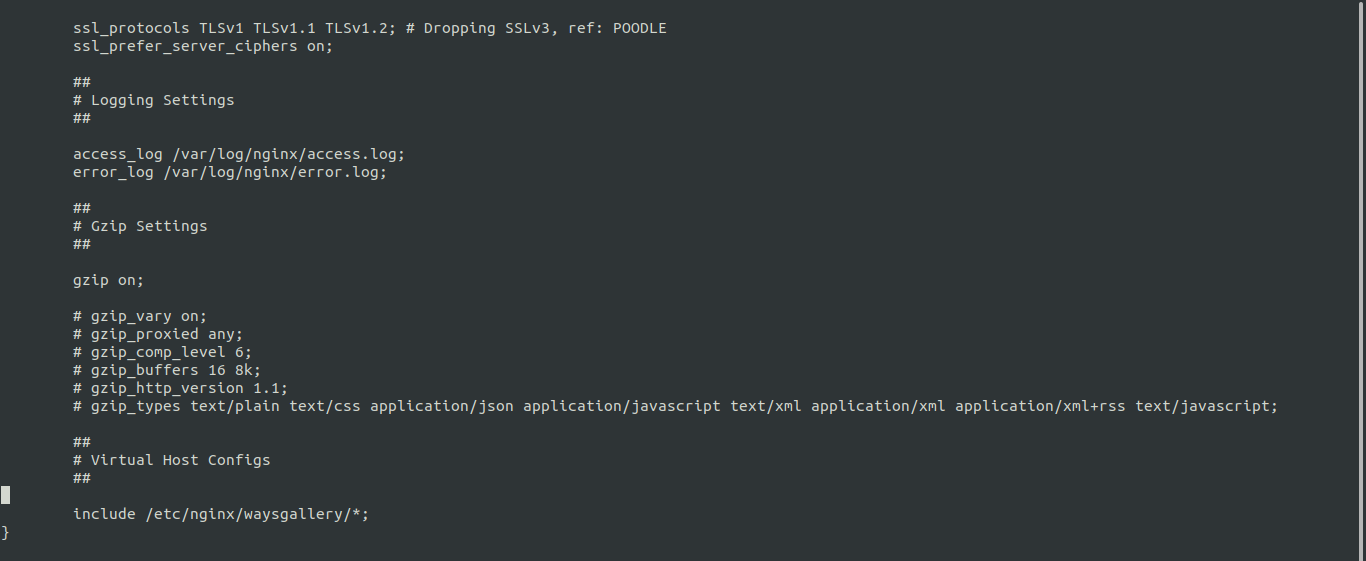 ssl_protocols TLSv1 TLSv1.1 TLSv1.2; # Dropping SSLv3, ref: POODLE
ssl_prefer_server_ciphers on;
##
# Logging Settings
##
access_log /var/log/nginx/access.log;
error_log /var/log/nginx/error.log;
##
# Gzip Settings
##
gzip on;
# gzip_vary on;
# gzip_proxied any;
# gzip_comp_level 6;
# gzip_buffers 16 8k;
# gzip_http_version 1.1;
# gzip_types text/plain text/css application/json application/javascript text/xml application/xml application/xml+rss text/javascript;
##
# Virtual Host Configs
##
include /etc/nginx/waysgallery/*;
}